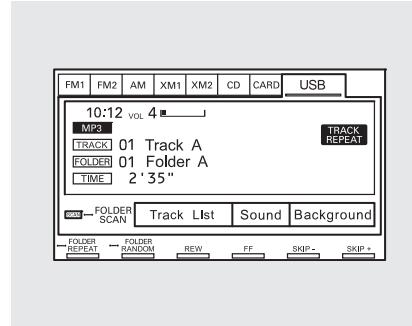 FM1 FM2 AM XM1 XM2 CD CARD USB
10:12 VOL 4
MP3
TRACK REPEAT
TRACK 01 Track A
FOLDER 01 Folder A
TIME 2'35"
SCAN FOLDER SCAN Track LIst Sound Background
FOLDER REPEAT FOLDER RANDOM REW FF SKIP - SKIP +